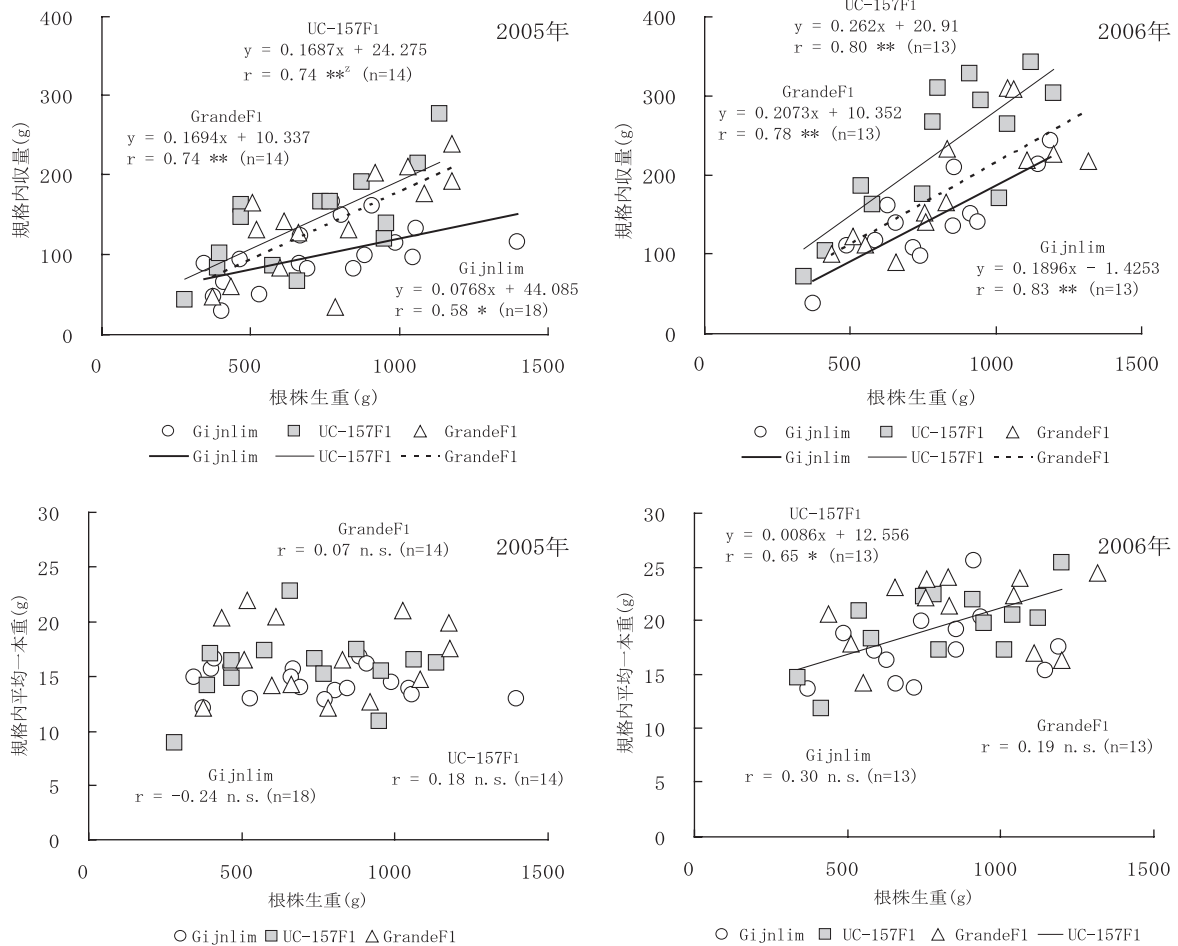 規格内収量(g)
400
300
200
100
0
UC-157F1
y = 0.1687x + 24.275
r = 0.74 **z (n=14)
2005年
GrandeF1
y = 0.1694x + 10.337
r = 0.74 ** (n=14)
Gijnlim
y = 0.0768x + 44.085
r = 0.58 * (n=18)
0 500 1000 1500
根株生重(g)
Gijnlim UC-157F1 GrandeF1
Gijnlim UC-157F1 GrandeF1
規格内収量(g)
400
300
200
100
0
UC-157F1
y = 0.262x + 20.91
r = 0.80 ** (n=13)
2006年
GrandeF1
y = 0.2073x + 10.352
r = 0.78 ** (n=13)
Gijnlim
y = 0.1896x - 1.4253
r = 0.83 ** (n=13)
0 500 1000 1500
根株生重(g)
Gijnlim UC-157F1 GrandeF1
Gijnlim UC-157F1 GrandeF1
規格内平均一本重(g)
30
25
20
15
10
5
0
GrandeF1
r = 0.07 n.s.(n=14)
2005年
UC-157F1
r = 0.18 n.s.(n=14)
Gijnlim
r = -0.24 n.s.(n=18)
0 500 1000 1500
根株生重(g)
Gijnlim UC-157F1 GrandeF1
規格内平均一本重(g)
30
25
20
15
10
5
0
UC-157F1
y = 0.0086x + 12.556
r = 0.65 * (n=13)
2006年
GrandeF1
r = 0.19 n.s.(n=13)
Gijnlim
r = 0.30 n.s.(n=13)
0 500 1000 1500
根株生重(g)
Gijnlim UC-157F1 GrandeF1 UC-157F1